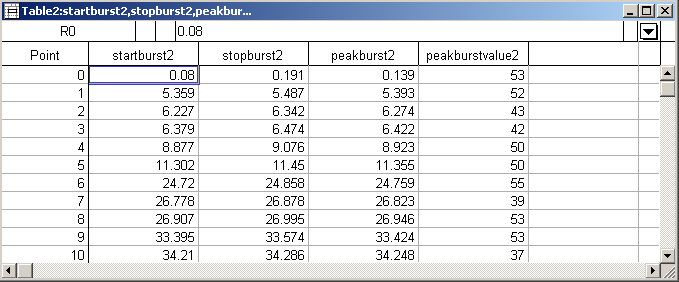 Table2:startburst2,stopburst2,peakbur...
R0 0.08
Point startburst2 stopburst2 peakburst2 peakburstvalue2
0 0.08 0.191 0.139 53
1 5.359 5.487 5.393 52
2 6.227 6.342 6.274 43
3 6.379 6.474 6.422 42
4 8.877 9.076 8.923 50
5 11.302 11.45 11.355 50
6 24.72 24.858 24.759 55
7 26.778 26.878 26.823 39
8 26.907 26.995 26.946 53
9 33.395 33.574 33.424 53
10 34.21 34.286 34.248 37